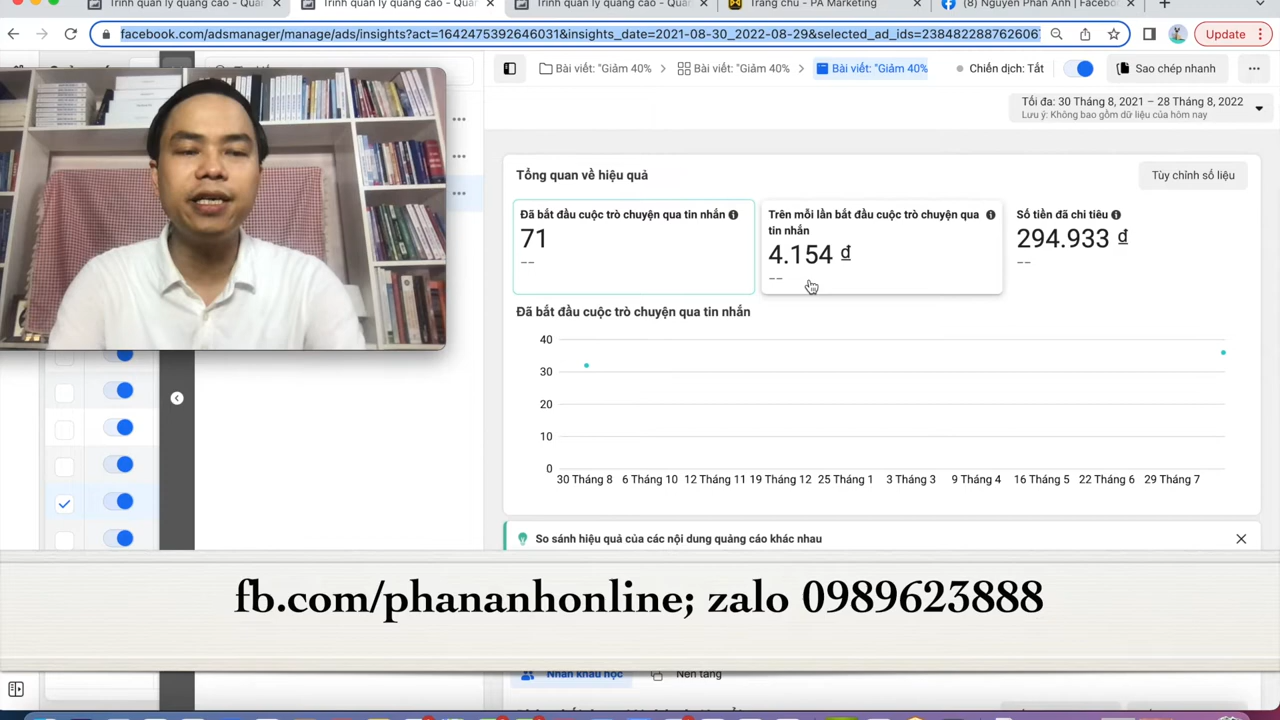 Trình quản lý quảng cáo - Quản
Trình quản lý quảng cáo - Quản
Trình quản lý quảng cáo - Quản
Trang chủ - PA Marketing
(8) Nguyễn Phan Anh | Facebo
facebook.com/adsmanager/manage/ads/insights?act=1642475392646031&insights_date=2021-08-30_2022-08-29&selected_ad_ids=23848228876260
Update
Bài viết: "Giảm 40%
Bài viết: "Giảm 40%
Bài viết: "Giảm 40%
Chiến dịch: Tắt
Sao chép nhanh
Tối đa: 30 Tháng 8, 2021 – 28 Tháng 8, 2022
Lưu ý: Không bao gồm dữ liệu của hôm nay
Tổng quan về hiệu quả
Tùy chỉnh số liệu
Đã bắt đầu cuộc trò chuyện qua tin nhắn
71
--
Trên mỗi lần bắt đầu cuộc trò chuyện qua
tin nhắn
4.154 ₫
--
Số tiền đã chi tiêu
294.933 ₫
--
Đã bắt đầu cuộc trò chuyện qua tin nhắn
40
30
20
10
0
30 Tháng 8 6 Tháng 10 12 Tháng 11 19 Tháng 12 25 Tháng 1 3 Tháng 3 9 Tháng 4 16 Tháng 5 22 Tháng 6 29 Tháng 7
So sánh hiệu quả của các nội dung quảng cáo khác nhau
fb.com/phananhonline; zalo 0989623888
Nhân khẩu học
Nền tảng